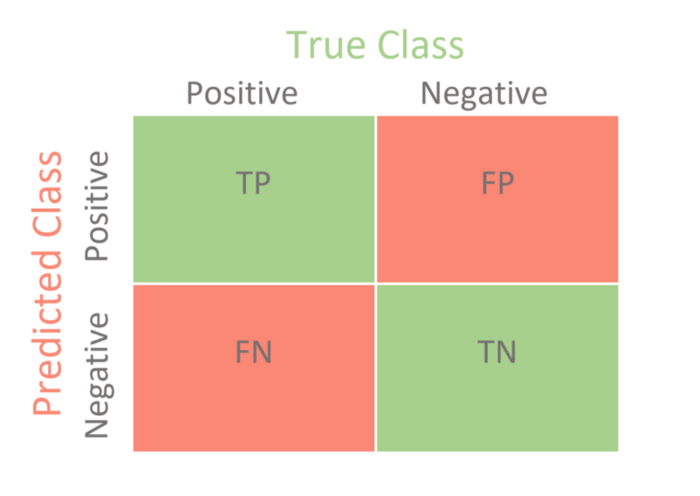 True Class
Positive Negative
Predicted Class
Positive
TP FP
Negative
FN TN